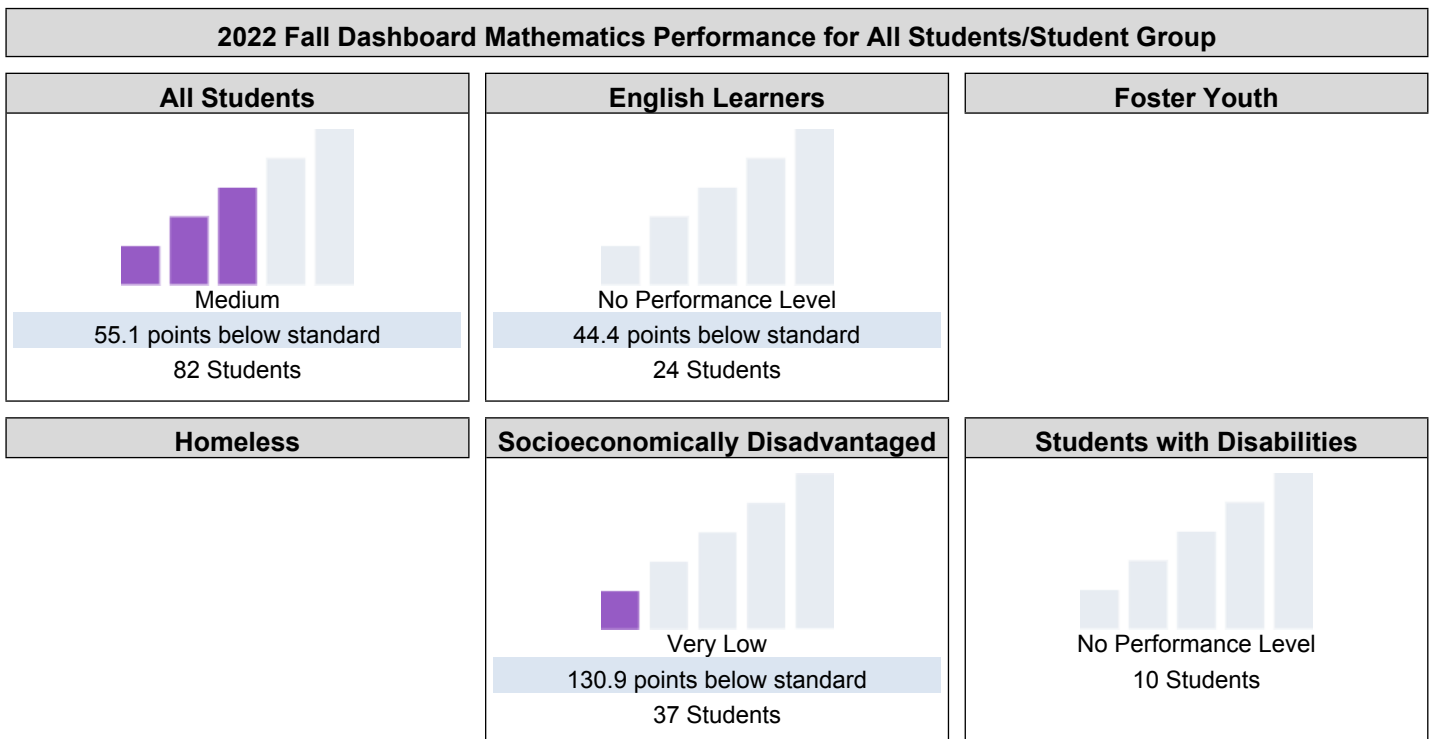 2022 Fall Dashboard Mathematics Performance for All Students/Student Group
All Students
Medium
55.1 points below standard
82 Students
English Learners
No Performance Level
44.4 points below standard
24 Students
Foster Youth
Homeless
Socioeconomically Disadvantaged
Very Low
130.9 points below standard
37 Students
Students with Disabilities
No Performance Level
10 Students